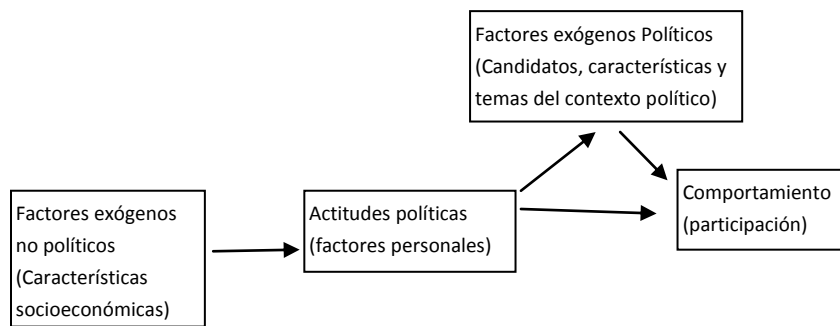 Factores exógenos Políticos
(Candidatos, características y
temas del contexto político)
Factores exógenos
no políticos
(Características
socioeconómicas)
Actitudes políticas
(factores personales)
Comportamiento
(participación)